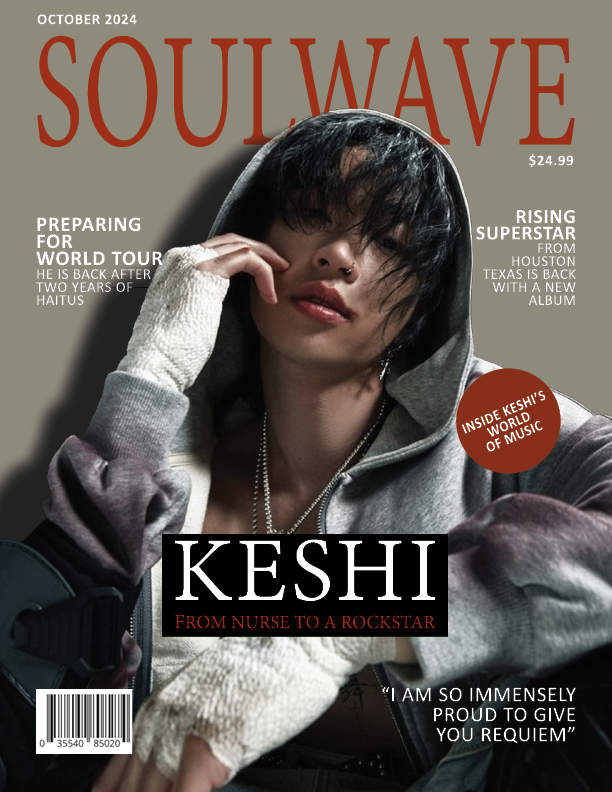 OCTOBER 2024
SOULWAVE
$24.99
PREPARING
FOR
WORLD TOUR
HE IS BACK AFTER
TWO YEARS OF
HAITUS
RISING
SUPERSTAR
FROM
HOUSTON
TEXAS IS BACK
WITH A NEW
ALBUM
INSIDE KESHI'S
WORLD
OF MUSIC
KESHI
FROM NURSE TO A ROCKSTAR
"I AM SO IMMENSELY
PROUD TO GIVE
YOU REQUIEM"
0 35540 85020